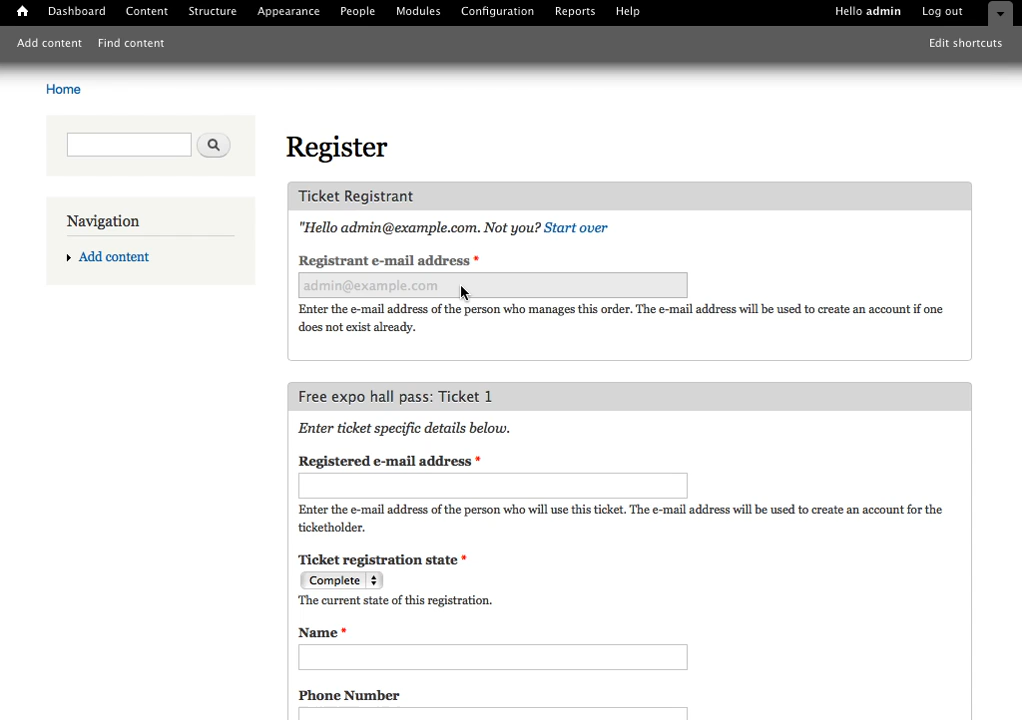 Dashboard Content Structure Appearance People Modules Configuration Reports Help Hello admin Log out
Add content Find content Edit shortcuts
Home
Navigation
Add content
Register
Ticket Registrant
"Hello admin@example.com. Not you? Start over
Registrant e-mail address *
admin@example.com
Enter the e-mail address of the person who manages this order. The e-mail address will be used to create an account if one
does not exist already.
Free expo hall pass: Ticket 1
Enter ticket specific details below.
Registered e-mail address *
Enter the e-mail address of the person who will use this ticket. The e-mail address will be used to create an account for the
ticketholder.
Ticket registration state *
Complete
The current state of this registration.
Name *
Phone Number